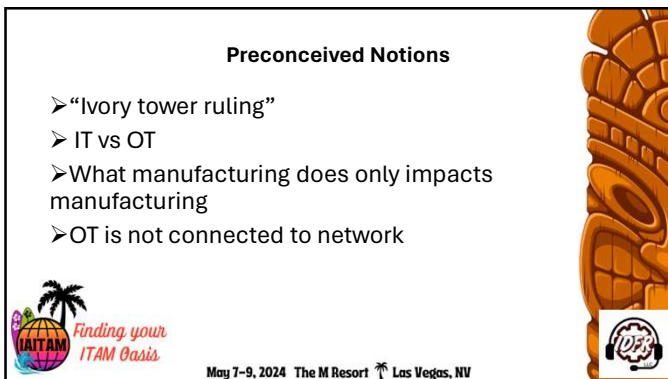 Preconceived Notions
➢“Ivory tower ruling”
➢ IT vs OT
➢What manufacturing does only impacts
manufacturing
➢OT is not connected to network
IAITAM
Finding your
ITAM Oasis
May 7-9, 2024 The M Resort Las Vegas, NV
IDFR